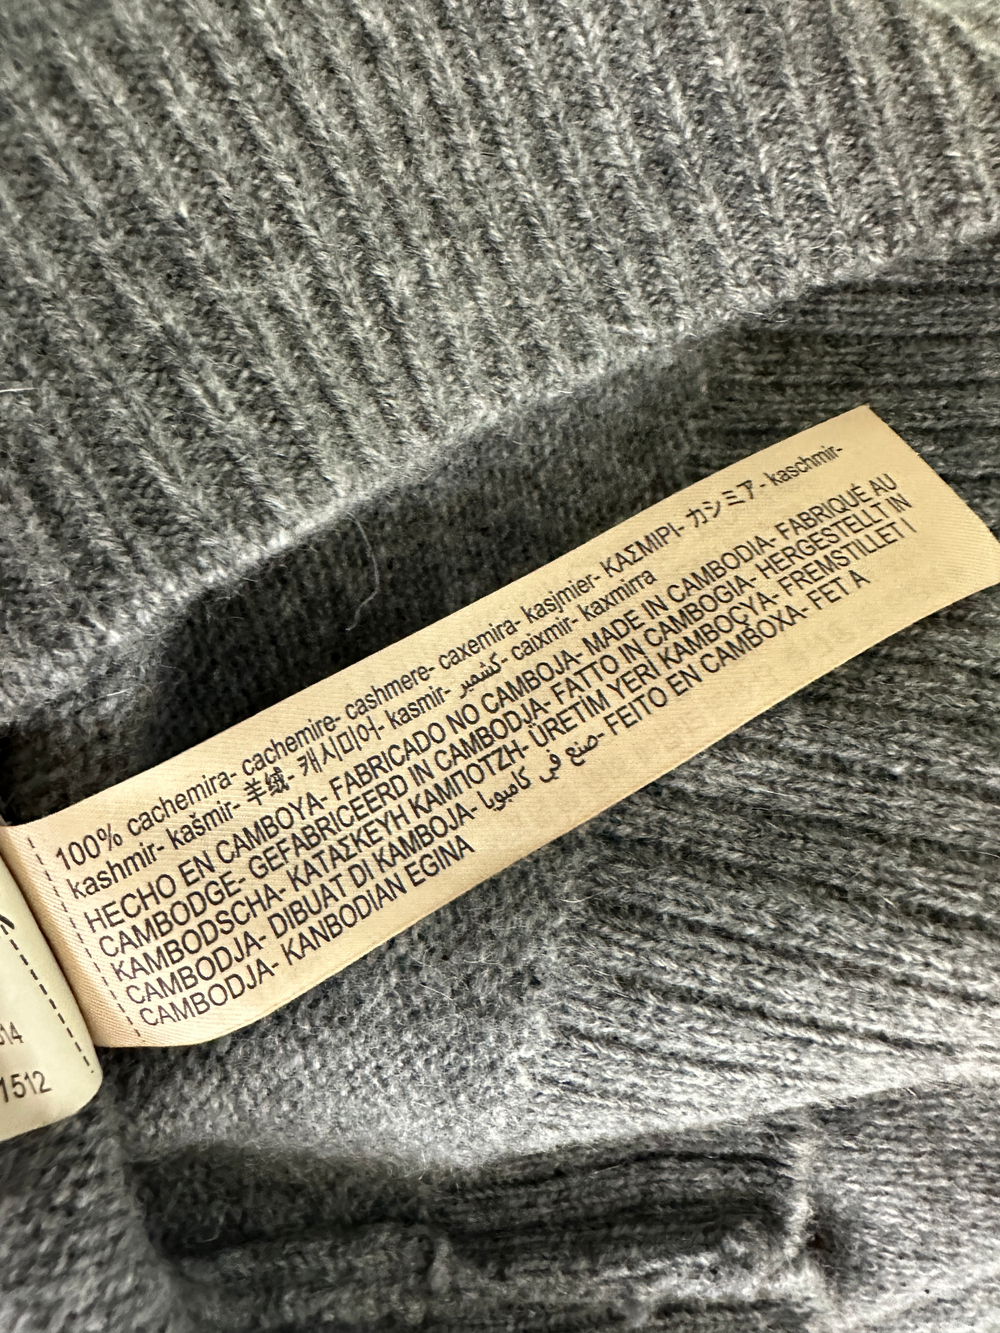 100% cachemira- cachemire- cashmere- caxemira- kasjmier- ΚΑΣΜΙΡΙ- カシミア- kaschmir-
kashmir- kašmir- 羊绒- 캐시미어- kasmir- كشمير- caixmir- kaxmirra
HECHO EN CAMBOYA- FABRICADO NO CAMBOJA- MADE IN CAMBODIA- FABRIQUÉ AU
CAMBODGE- GEFABRICEERD IN CAMBODJA- FATTO IN CAMBOGIA- HERGESTELLT IN
KAMBODSCHA- ΚΑΤΑΣΚΕΥΗ ΚΑΜΠΟΤΖΗ- ÜRETİM YERİ KAMBOÇYA- FREMSTILLET I
CAMBODJA- DIBUAT DI KAMBOJA- صنع في كامبوديا- FEITO EN CAMBOXA- FET A
CAMBODJA- KANBODIAN EGINA
514
1512